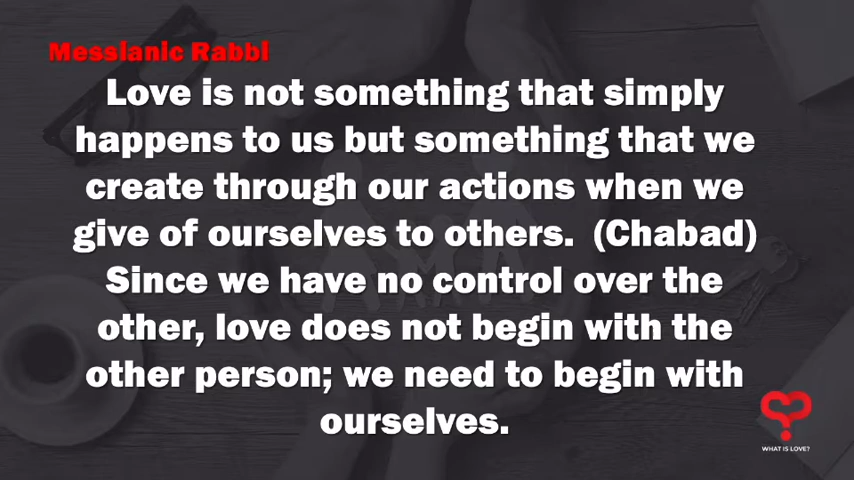 Messianic Rabbi
Love is not something that simply
happens to us but something that we
create through our actions when we
give of ourselves to others. (Chabad)
Since we have no control over the
other, love does not begin with the
other person; we need to begin with
ourselves.
WHAT IS LOVE?